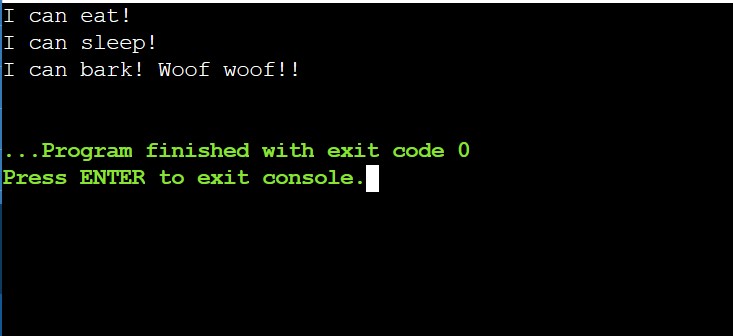 I can eat!
I can sleep!
I can bark! Woof woof!!
...Program finished with exit code 0
Press ENTER to exit console.